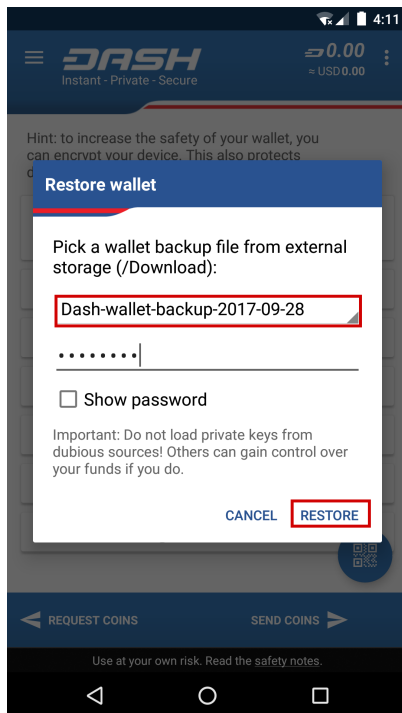 4:11
DASH
Instant - Private - Secure
0.00
≈ USD 0.00
Hint: to increase the safety of your wallet, you
can encrypt your device. This also protects
d
Restore wallet
Pick a wallet backup file from external
storage (/Download):
Dash-wallet-backup-2017-09-28
••••••••
Show password
Important: Do not load private keys from
dubious sources! Others can gain control over
your funds if you do.
CANCEL RESTORE
REQUEST COINS SEND COINS
Use at your own risk. Read the safety notes.